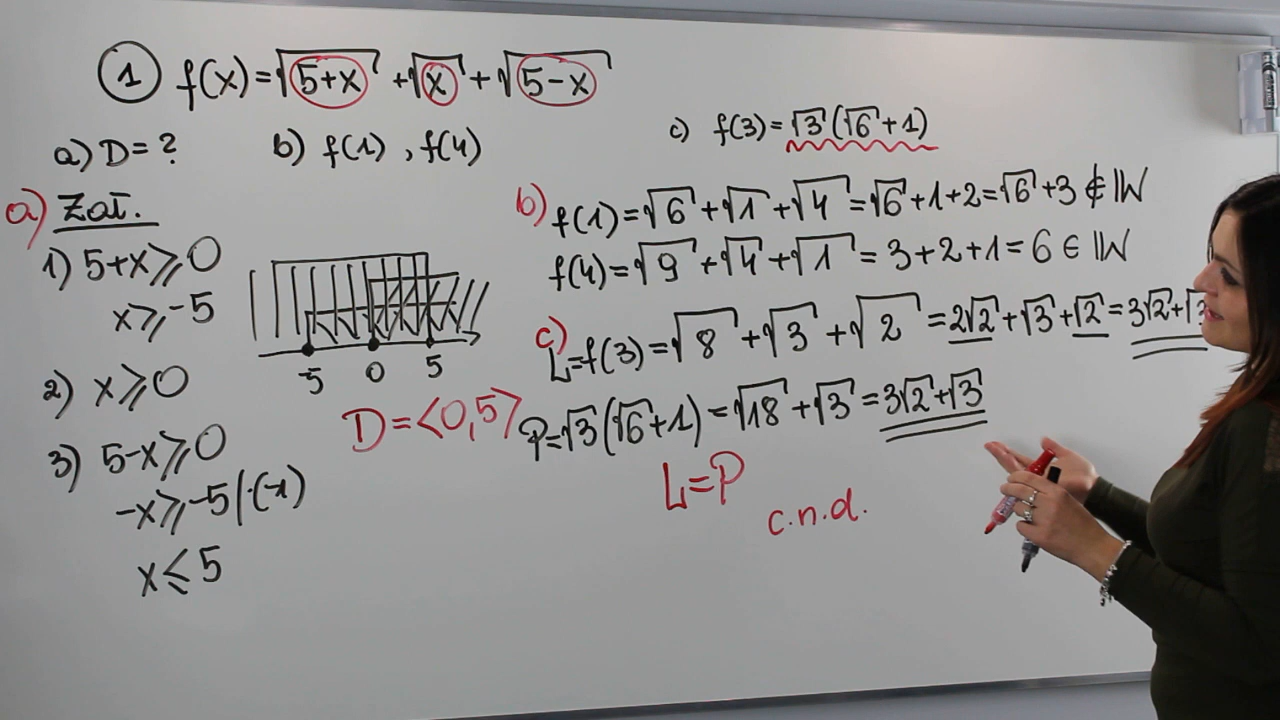 1 f(x)=√(5+x) +√x+√(5-x)
a) D=? b) f(1) , f(4) c) f(3)=√3(√6+1)
a) Zał.
1) 5+x⩾0
x⩾-5
2) x⩾0
3) 5-x⩾0
-x⩾-5|·(-1)
x≤5
-5 0 5
D=<0,5>
b) f(1)=√6+√1+√4=√6+1+2=√6+3∉W
f(4)=√9+√4+√1=3+2+1=6∈W
c) L=f(3)=√8+√3+√2=2√2+√3+√2=3√2+√3
P=√3(√6+1)=√18+√3=3√2+√3
L=P
c.n.d.